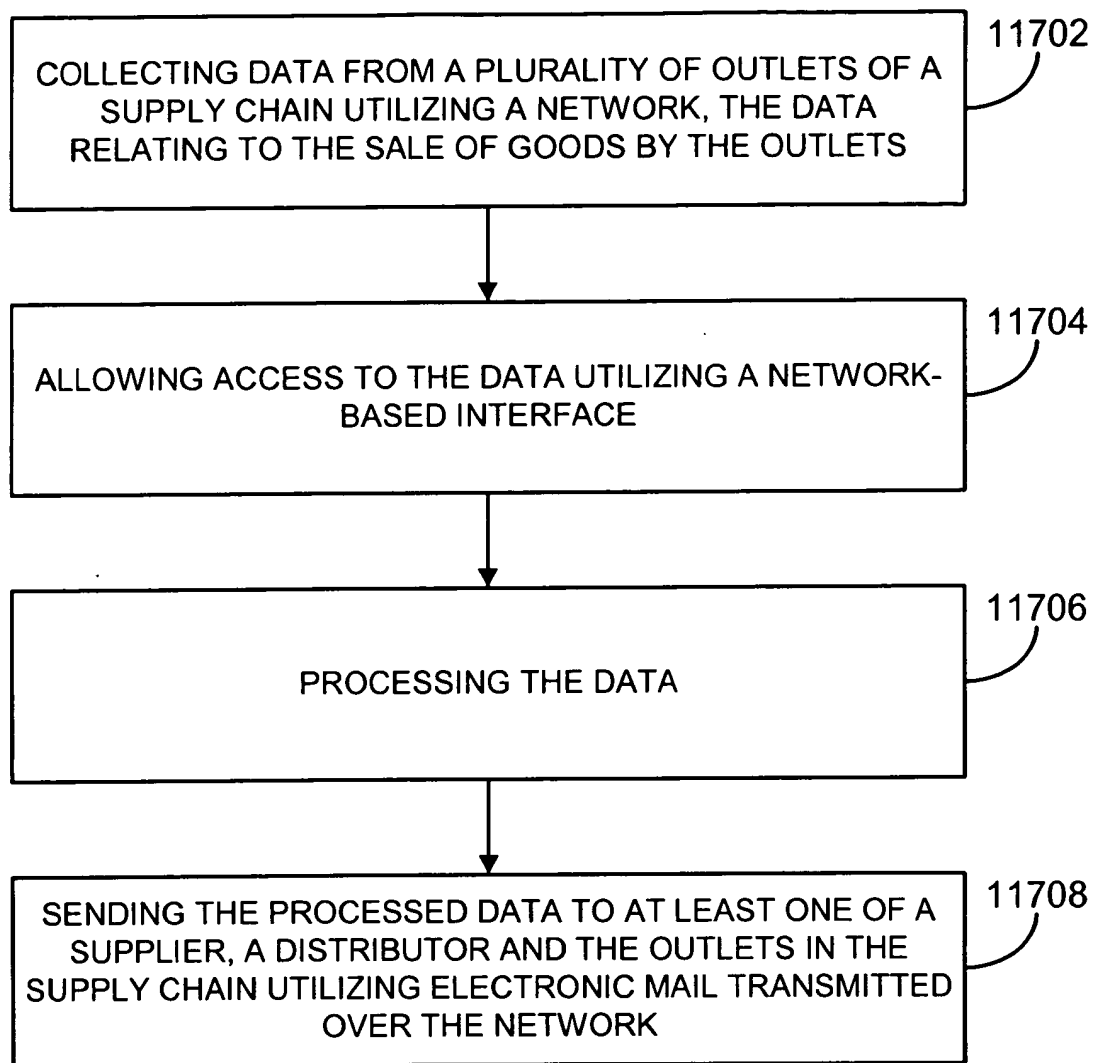 11702
COLLECTING DATA FROM A PLURALITY OF OUTLETS OF A
SUPPLY CHAIN UTILIZING A NETWORK, THE DATA
RELATING TO THE SALE OF GOODS BY THE OUTLETS
11704
ALLOWING ACCESS TO THE DATA UTILIZING A NETWORK-
BASED INTERFACE
11706
PROCESSING THE DATA
11708
SENDING THE PROCESSED DATA TO AT LEAST ONE OF A
SUPPLIER, A DISTRIBUTOR AND THE OUTLETS IN THE
SUPPLY CHAIN UTILIZING ELECTRONIC MAIL TRANSMITTED
OVER THE NETWORK